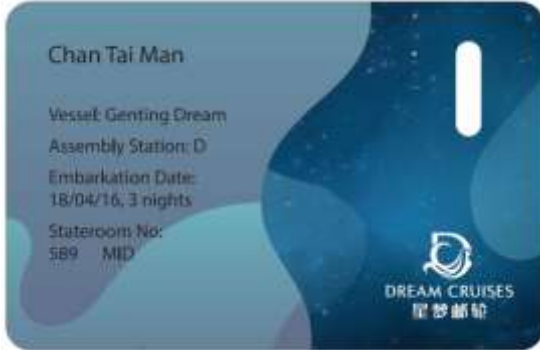 Chan Tai Man
Vessel: Genting Dream
Assembly Station: D
Embarkation Date:
18/04/16, 3 nights
Stateroom No:
5B9 MID
DREAM CRUISES
星梦邮轮